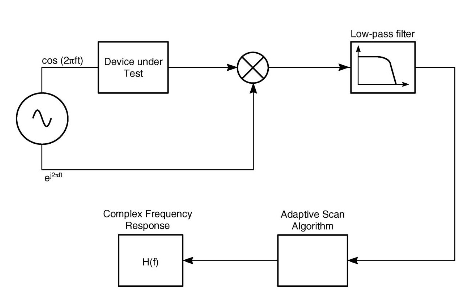 Low-pass filter
cos (2πft)
Device under
Test
e^j2πft
Complex Frequency
Response
Adaptive Scan
Algorithm
H(f)